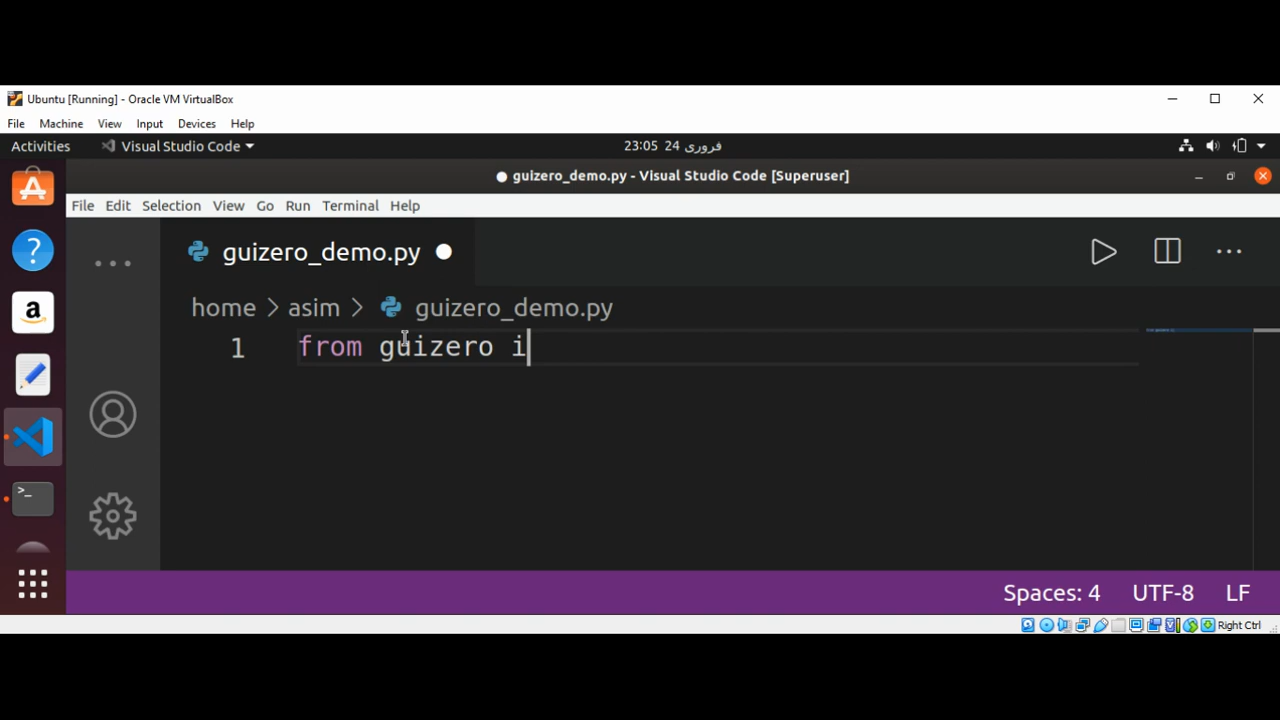 Ubuntu [Running] - Oracle VM VirtualBox
File Machine View Input Devices Help
Activities Visual Studio Code 23:05 24 فروری
guizero_demo.py - Visual Studio Code [Superuser]
File Edit Selection View Go Run Terminal Help
guizero_demo.py
home > asim > guizero_demo.py
1 from guizero i
Spaces: 4 UTF-8 LF
Right Ctrl